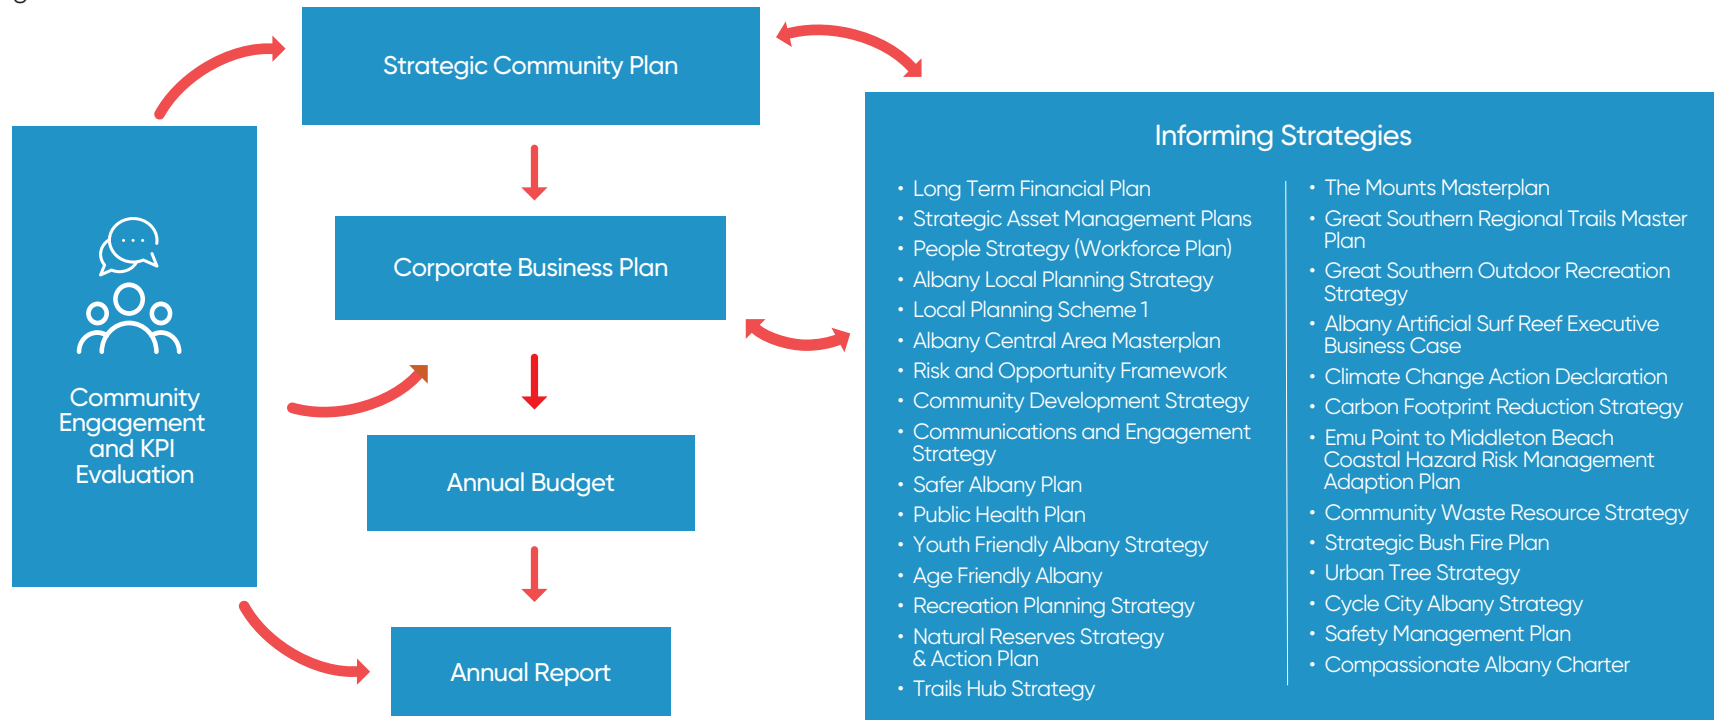 Strategic Community Plan
Corporate Business Plan
Annual Budget
Annual Report
Community
Engagement
and KPI
Evaluation
Informing Strategies
• Long Term Financial Plan
• Strategic Asset Management Plans
• People Strategy (Workforce Plan)
• Albany Local Planning Strategy
• Local Planning Scheme 1
• Albany Central Area Masterplan
• Risk and Opportunity Framework
• Community Development Strategy
• Communications and Engagement
Strategy
• Safer Albany Plan
• Public Health Plan
• Youth Friendly Albany Strategy
• Age Friendly Albany
• Recreation Planning Strategy
• Natural Reserves Strategy
& Action Plan
• Trails Hub Strategy
• The Mounts Masterplan
• Great Southern Regional Trails Master
Plan
• Great Southern Outdoor Recreation
Strategy
• Albany Artificial Surf Reef Executive
Business Case
• Climate Change Action Declaration
• Carbon Footprint Reduction Strategy
• Emu Point to Middleton Beach
Coastal Hazard Risk Management
Adaption Plan
• Community Waste Resource Strategy
• Strategic Bush Fire Plan
• Urban Tree Strategy
• Cycle City Albany Strategy
• Safety Management Plan
• Compassionate Albany Charter